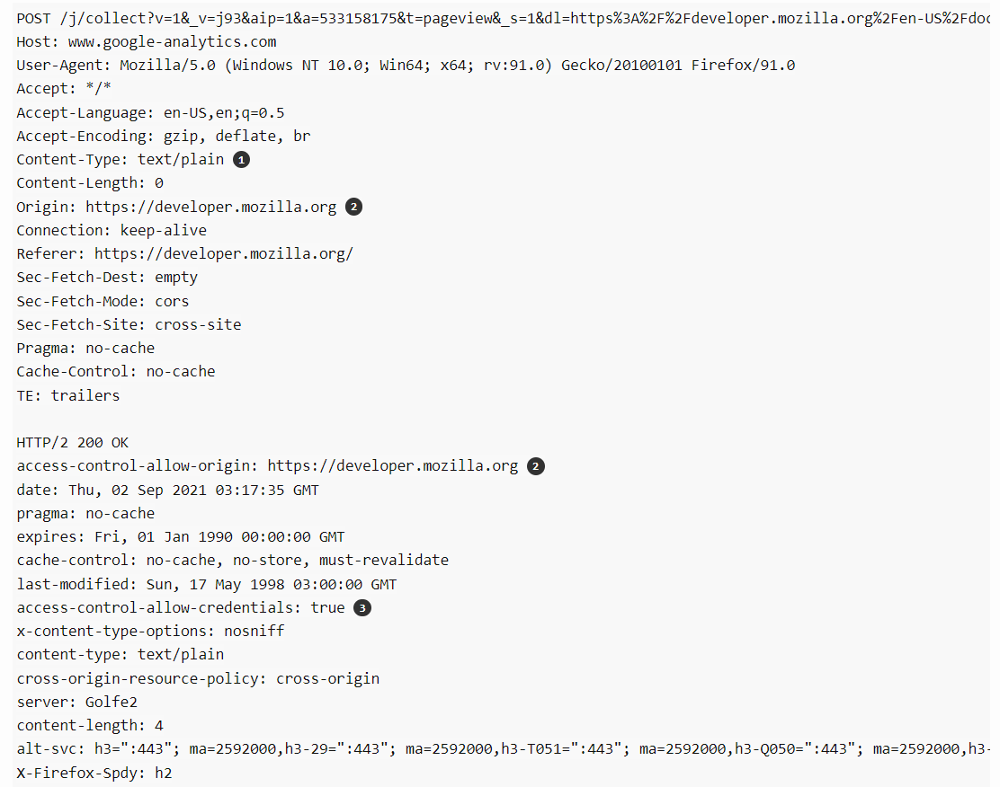 POST /j/collect?v=1&_v=j93&aip=1&a=533158175&t=pageview&_s=1&dl=https%3A%2F%2Fdeveloper.mozilla.org%2Fen-US%2Fdoc
Host: www.google-analytics.com
User-Agent: Mozilla/5.0 (Windows NT 10.0; Win64; x64; rv:91.0) Gecko/20100101 Firefox/91.0
Accept: */*
Accept-Language: en-US,en;q=0.5
Accept-Encoding: gzip, deflate, br
Content-Type: text/plain 1
Content-Length: 0
Origin: https://developer.mozilla.org 2
Connection: keep-alive
Referer: https://developer.mozilla.org/
Sec-Fetch-Dest: empty
Sec-Fetch-Mode: cors
Sec-Fetch-Site: cross-site
Pragma: no-cache
Cache-Control: no-cache
TE: trailers

HTTP/2 200 OK
access-control-allow-origin: https://developer.mozilla.org 2
date: Thu, 02 Sep 2021 03:17:35 GMT
pragma: no-cache
expires: Fri, 01 Jan 1990 00:00:00 GMT
cache-control: no-cache, no-store, must-revalidate
last-modified: Sun, 17 May 1998 03:00:00 GMT
access-control-allow-credentials: true 3
x-content-type-options: nosniff
content-type: text/plain
cross-origin-resource-policy: cross-origin
server: Golfe2
content-length: 4
alt-svc: h3=":443"; ma=2592000,h3-29=":443"; ma=2592000,h3-T051=":443"; ma=2592000,h3-Q050=":443"; ma=2592000,h3-
X-Firefox-Spdy: h2